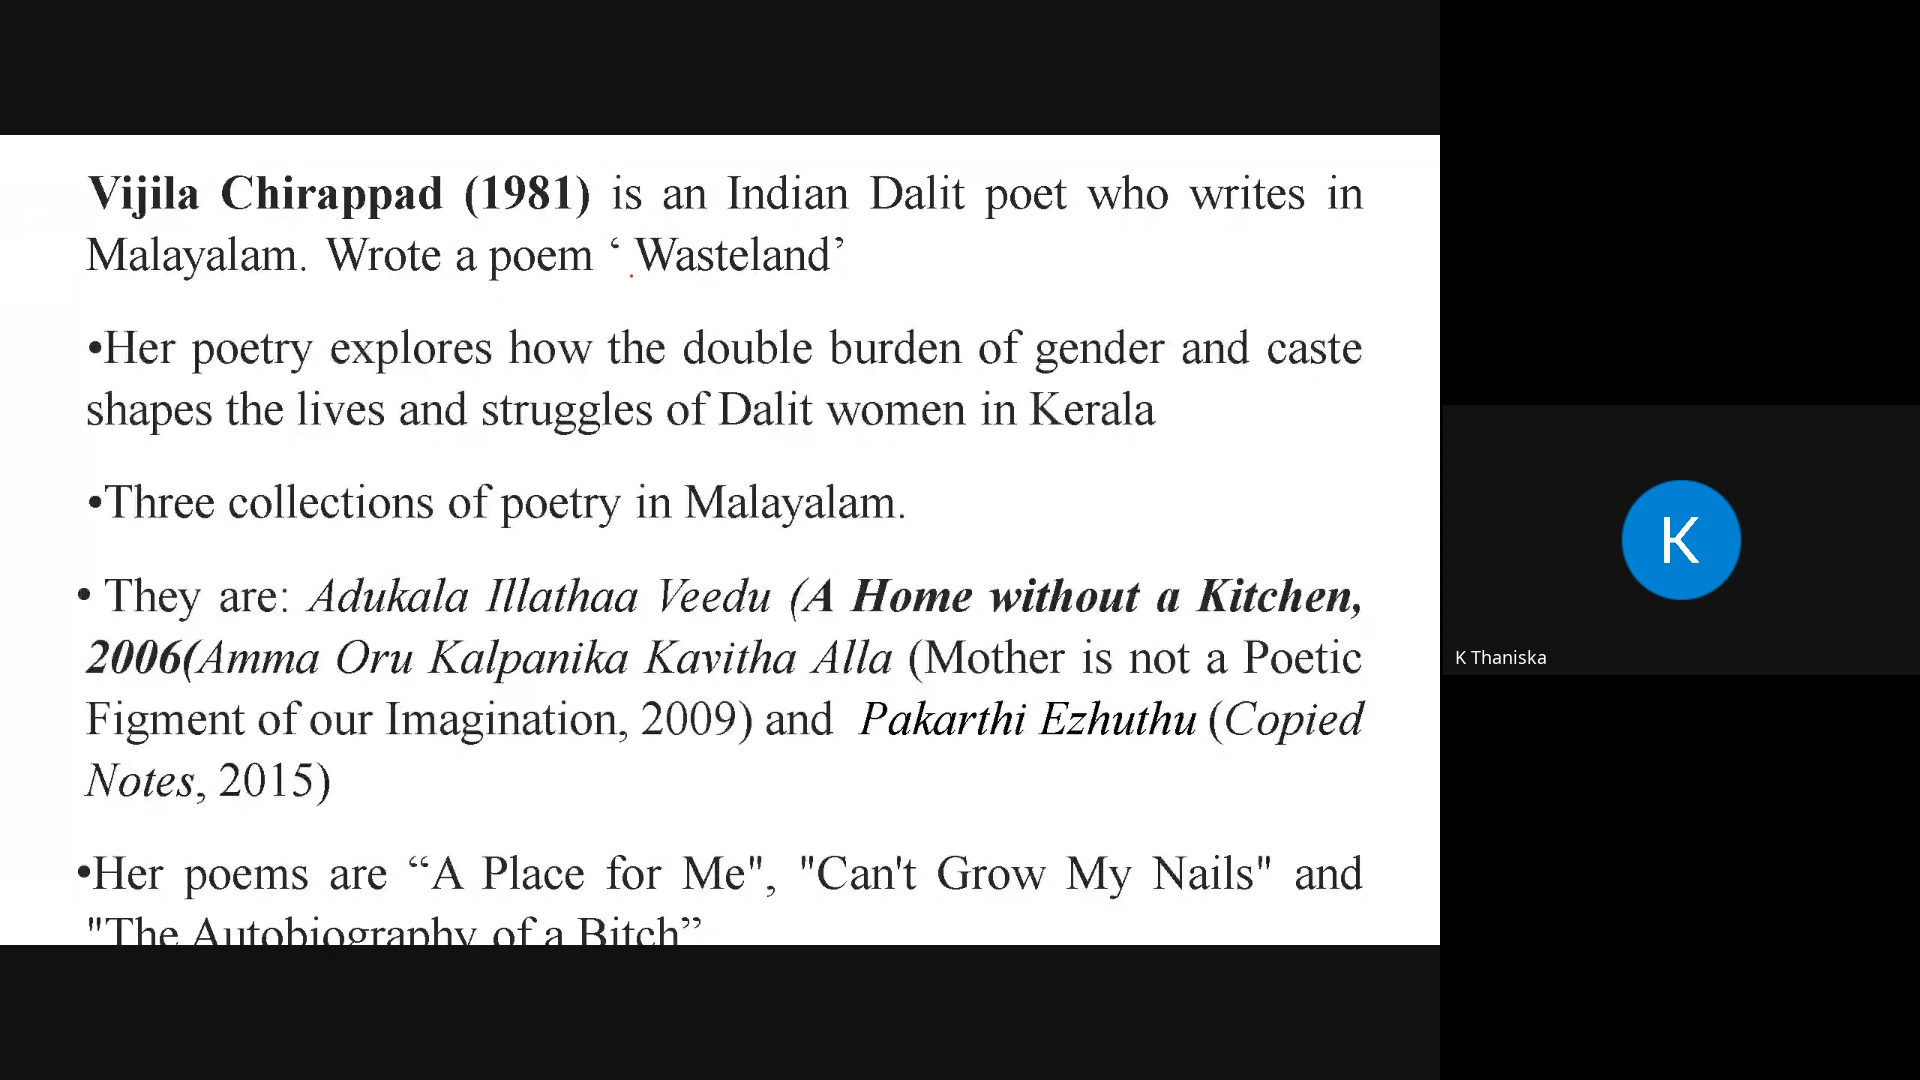 Vijila Chirappad (1981) is an Indian Dalit poet who writes in
Malayalam. Wrote a poem ‘ Wasteland’
•Her poetry explores how the double burden of gender and caste
shapes the lives and struggles of Dalit women in Kerala
•Three collections of poetry in Malayalam.
• They are: Adukala Illathaa Veedu (A Home without a Kitchen,
2006(Amma Oru Kalpanika Kavitha Alla (Mother is not a Poetic
Figment of our Imagination, 2009) and Pakarthi Ezhuthu (Copied
Notes, 2015)
•Her poems are “A Place for Me", "Can't Grow My Nails" and
"The Autobiography of a Bitch”
K
K Thaniska